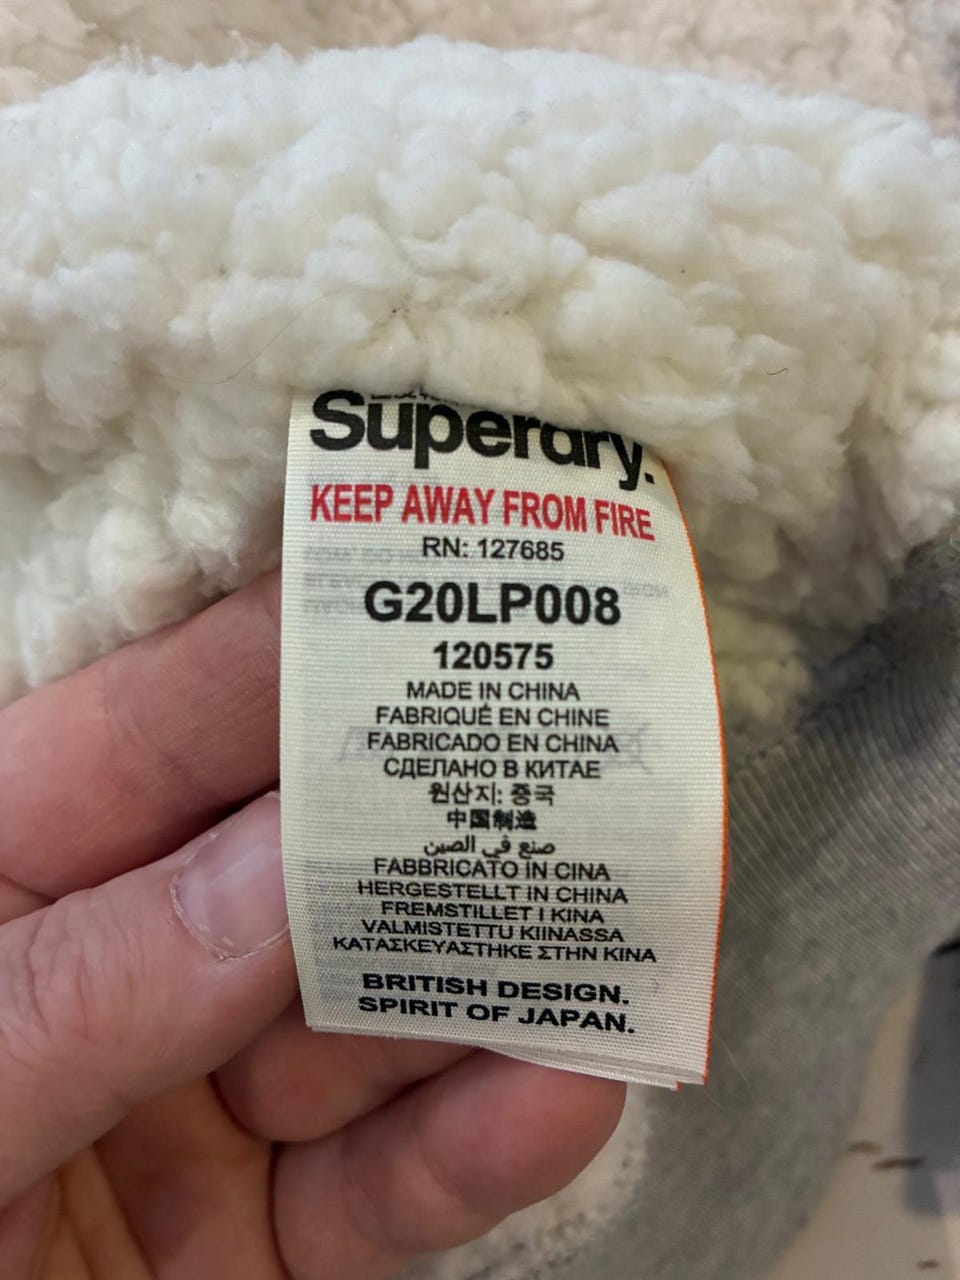 Superdry.
KEEP AWAY FROM FIRE
RN: 127685
G20LP008
120575
MADE IN CHINA
FABRIQUÉ EN CHINE
FABRICADO EN CHINA
СДЕЛАНО В КИТАЕ
원산지: 중국
中国制造
صنع في الصين
FABBRICATO IN CINA
HERGESTELLT IN CHINA
FREMSTILLET I KINA
VALMISTETTU KIINASSA
ΚΑΤΑΣΚΕΥΑΣΤΗΚΕ ΣΤΗΝ ΚΙΝΑ
BRITISH DESIGN.
SPIRIT OF JAPAN.